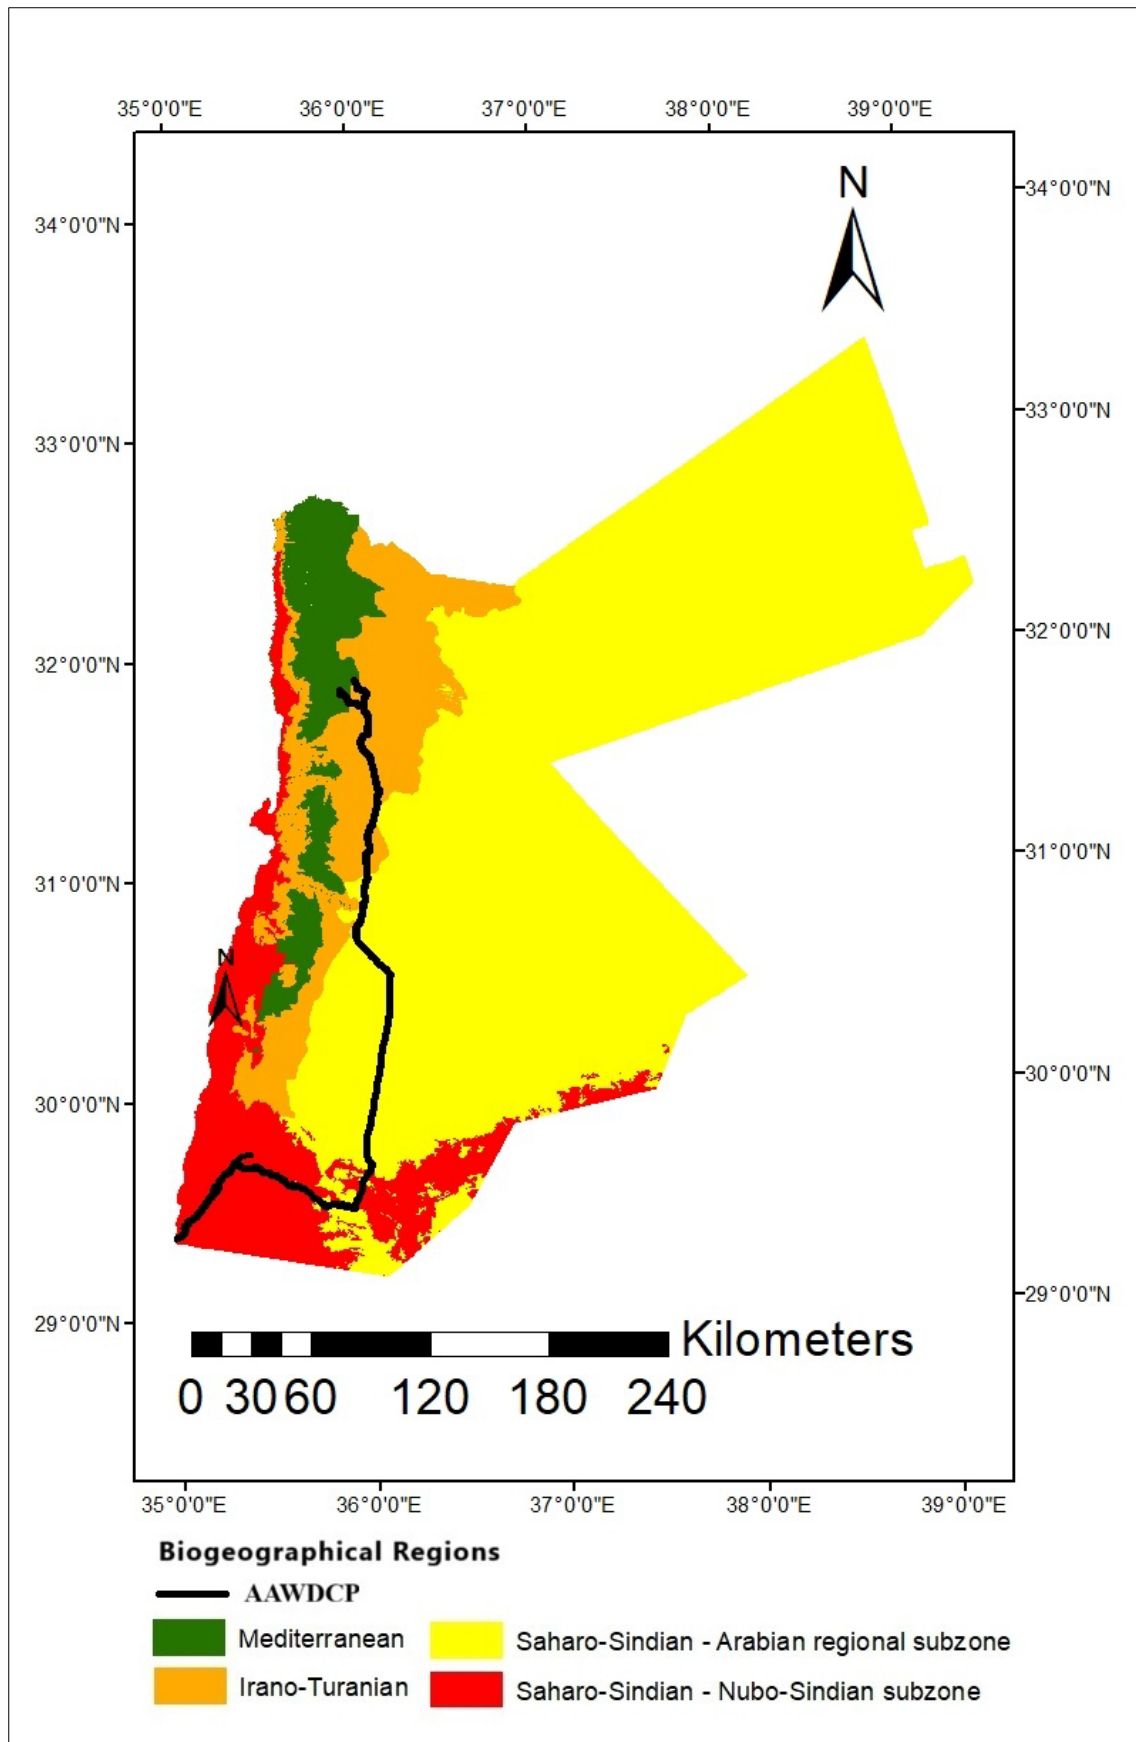 35°0'0"E 36°0'0"E 37°0'0"E 38°0'0"E 39°0'0"E
N
34°0'0"N
34°0'0"N
33°0'0"N
33°0'0"N
32°0'0"N
32°0'0"N
31°0'0"N
31°0'0"N
N
30°0'0"N
30°0'0"N
29°0'0"N
29°0'0"N
Kilometers
0 30 60 120 180 240
35°0'0"E 36°0'0"E 37°0'0"E 38°0'0"E 39°0'0"E
Biogeographical Regions
AAWDCP
Mediterranean Saharo-Sindian - Arabian regional subzone
Irano-Turanian Saharo-Sindian - Nubo-Sindian subzone